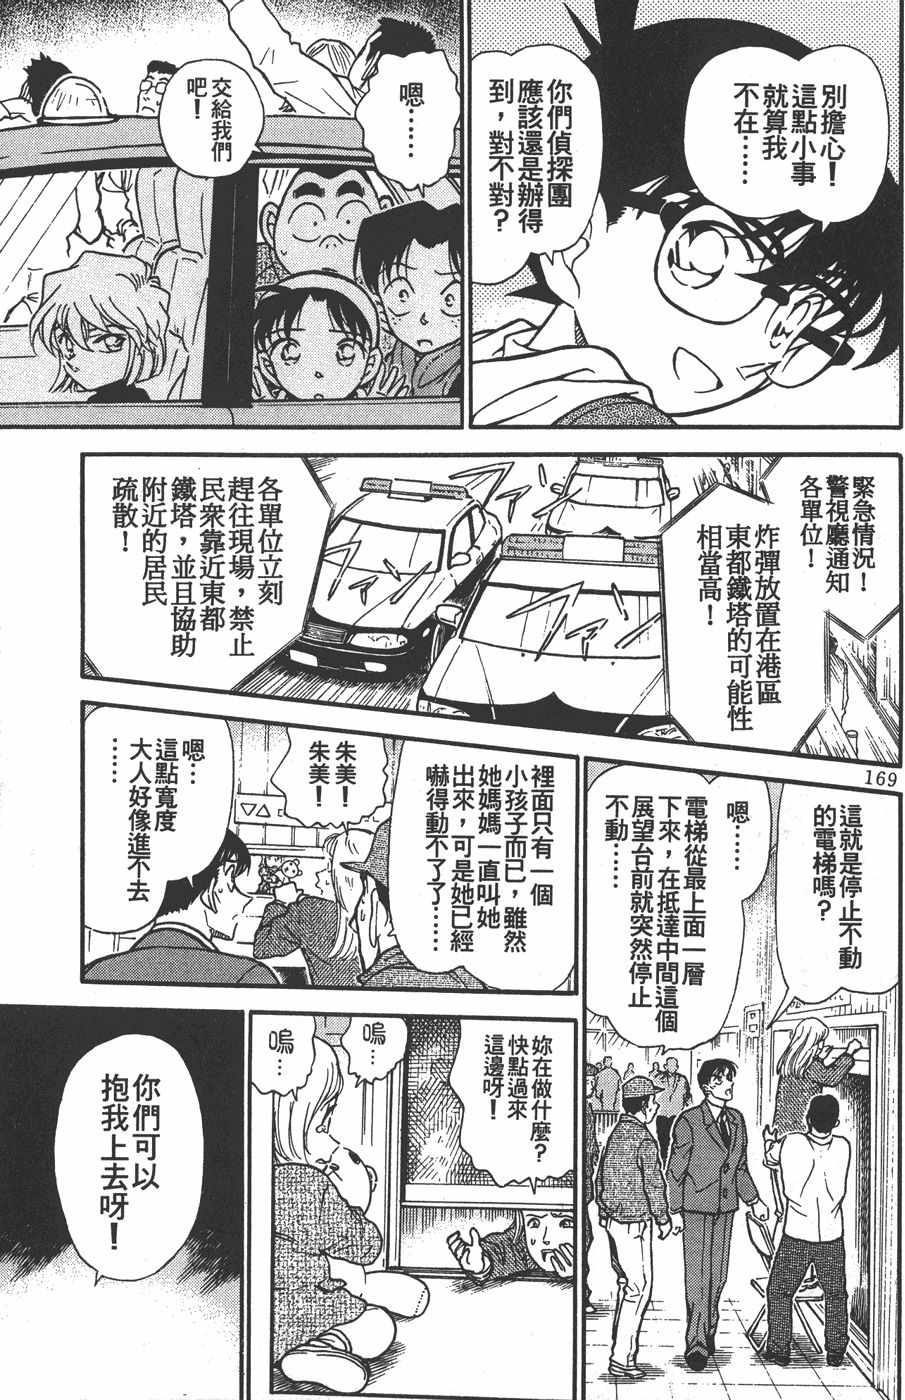 別擔心！
這點小事
就算我
不在……
你們偵探團
應該還是辦得
到，對不對？
嗯……
交給我們
吧！
緊急情況！
警視廳通知
各單位！
炸彈放置在港區
東都鐵塔的可能性
相當高！
各單位立刻
趕往現場，禁止
民衆靠近東都
鐵塔，並且協助
附近的居民
疏散！
169
這就是停止不動
的電梯嗎？
嗯……
電梯從最上面一層
下來，在抵達中間這個
展望台前就突然停止
不動……
裡面只有一個
小孩子而已，雖然
她媽媽一直叫她
出來，可是她已經
嚇得動不了了……
朱美！
朱美！
嗯…
這點寬度
大人好像進不去
……
妳在做什麼？
快點過來
這邊呀！
嗚…
嗚…
你們可以
抱我上去呀！